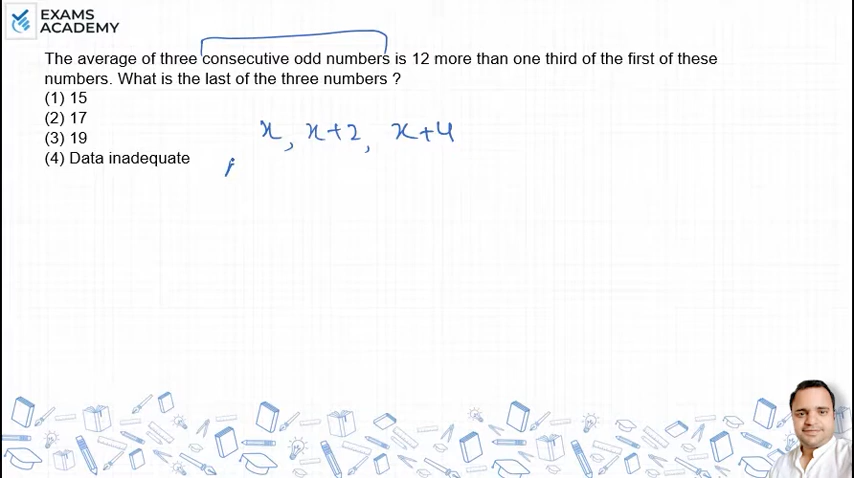 EXAMS
ACADEMY
The average of three consecutive odd numbers is 12 more than one third of the first of these
numbers. What is the last of the three numbers ?
(1) 15
(2) 17
(3) 19
(4) Data inadequate
x, x+2, x+4